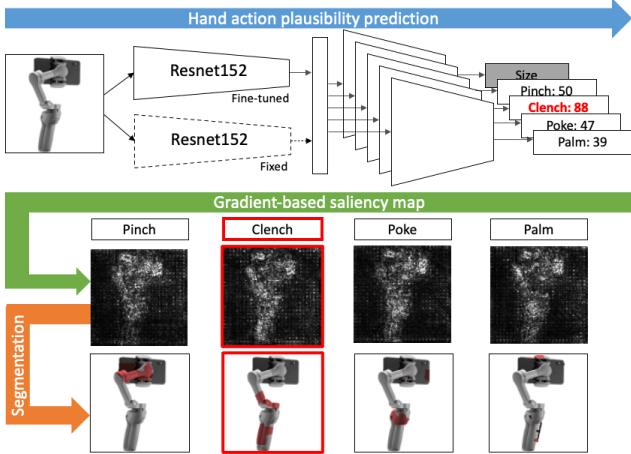 Hand action plausibility prediction
Resnet152
Fine-tuned
Resnet152
Fixed
Size
Pinch: 50
Clench: 88
Poke: 47
Palm: 39
Gradient-based saliency map
Pinch
Clench
Poke
Palm
Segmentation